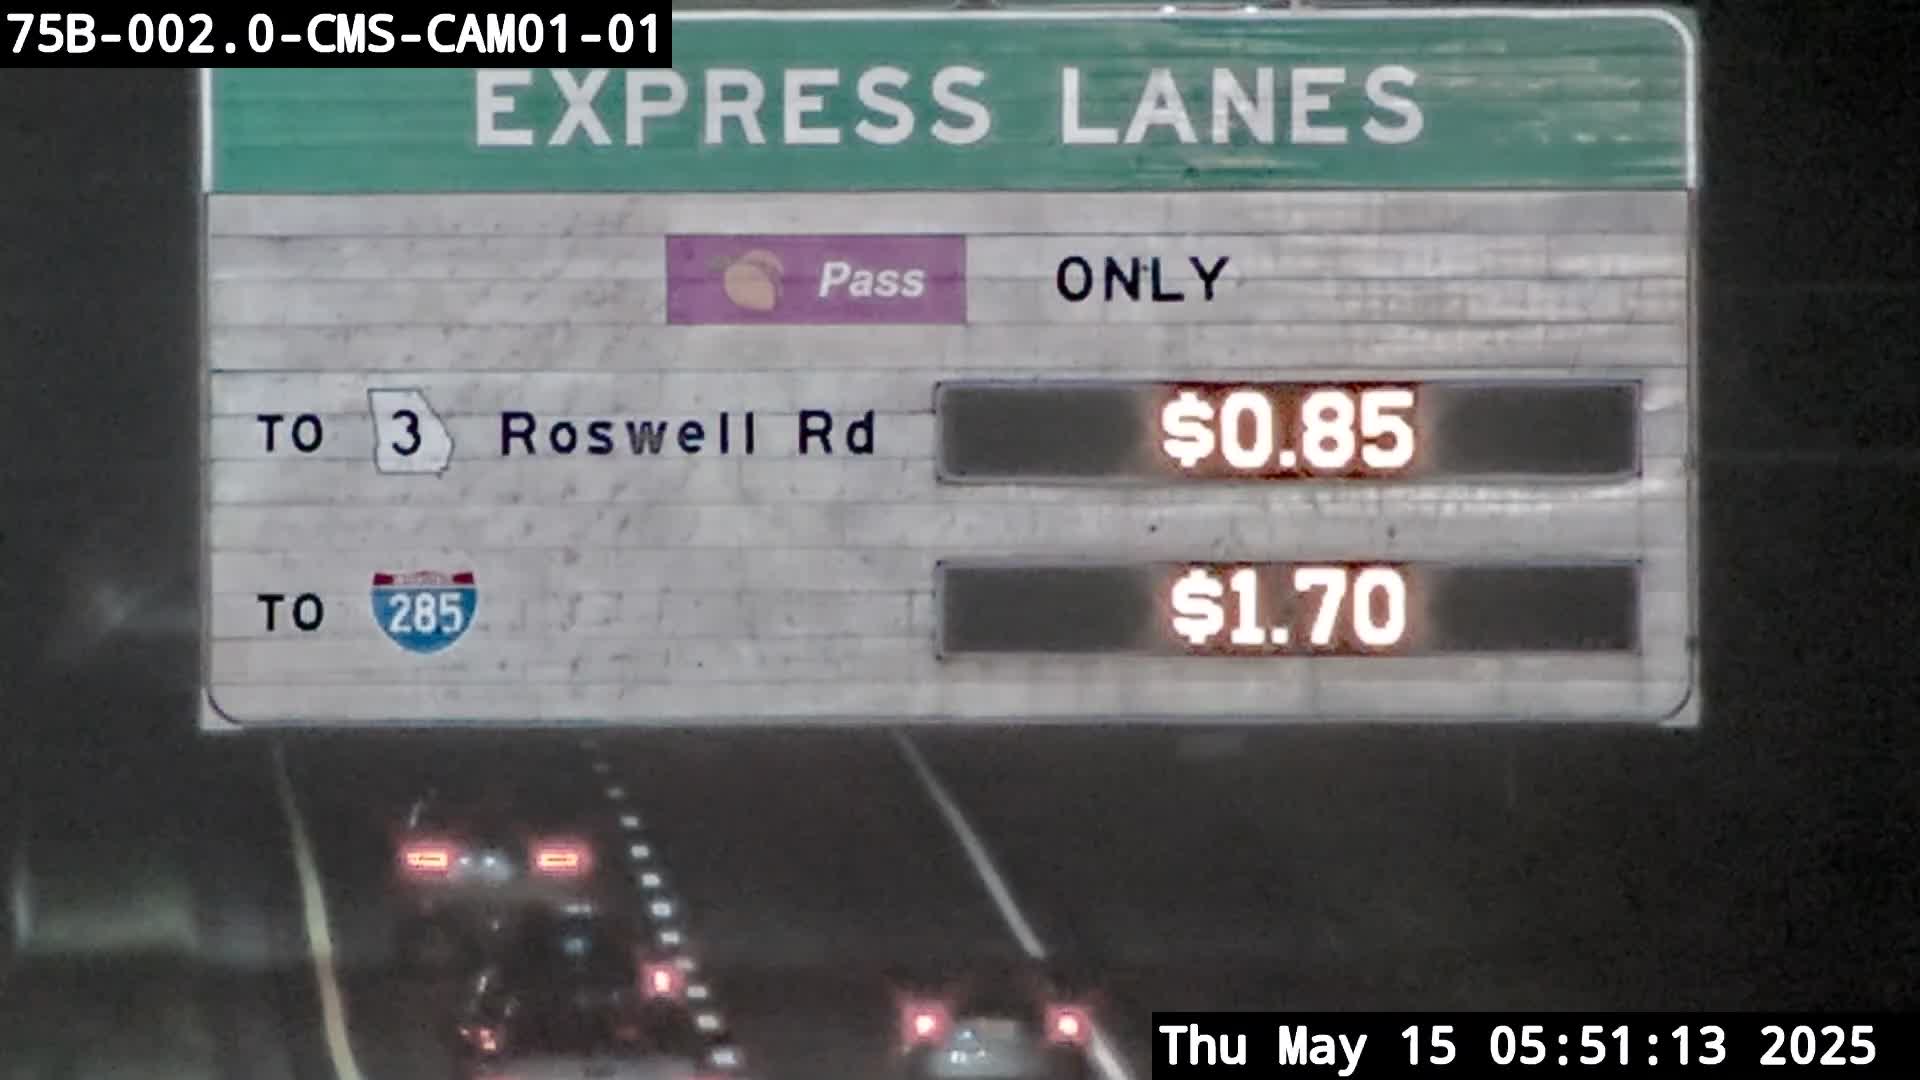 75B-002.0-CMS-CAM01-01
EXPRESS LANES
Pass ONLY
TO 3 Roswell Rd $0.85
TO 285 $1.70
Thu May 15 05:51:13 2025